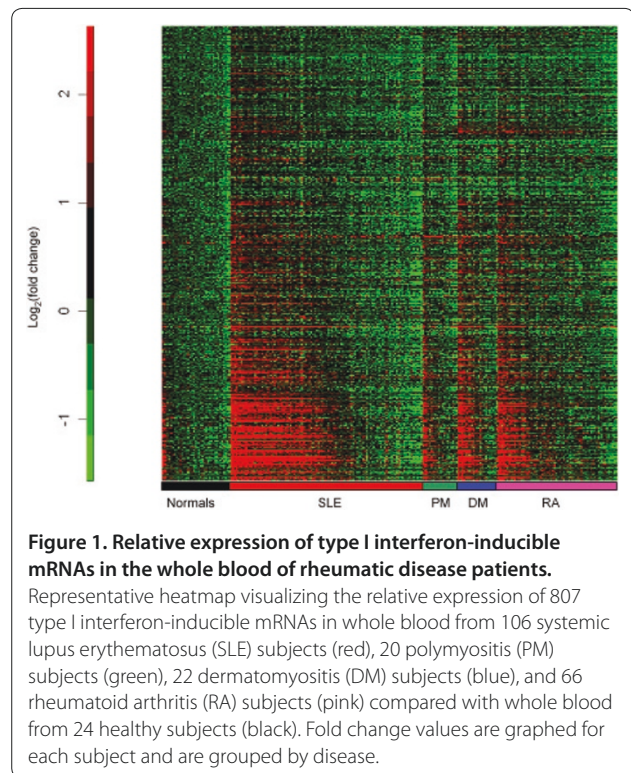 2
1
0
-1
Log2(fold change)
Normals SLE PM DM RA
Figure 1. Relative expression of type I interferon-inducible
mRNAs in the whole blood of rheumatic disease patients.
Representative heatmap visualizing the relative expression of 807
type I interferon-inducible mRNAs in whole blood from 106 systemic
lupus erythematosus (SLE) subjects (red), 20 polymyositis (PM)
subjects (green), 22 dermatomyositis (DM) subjects (blue), and 66
rheumatoid arthritis (RA) subjects (pink) compared with whole blood
from 24 healthy subjects (black). Fold change values are graphed for
each subject and are grouped by disease.